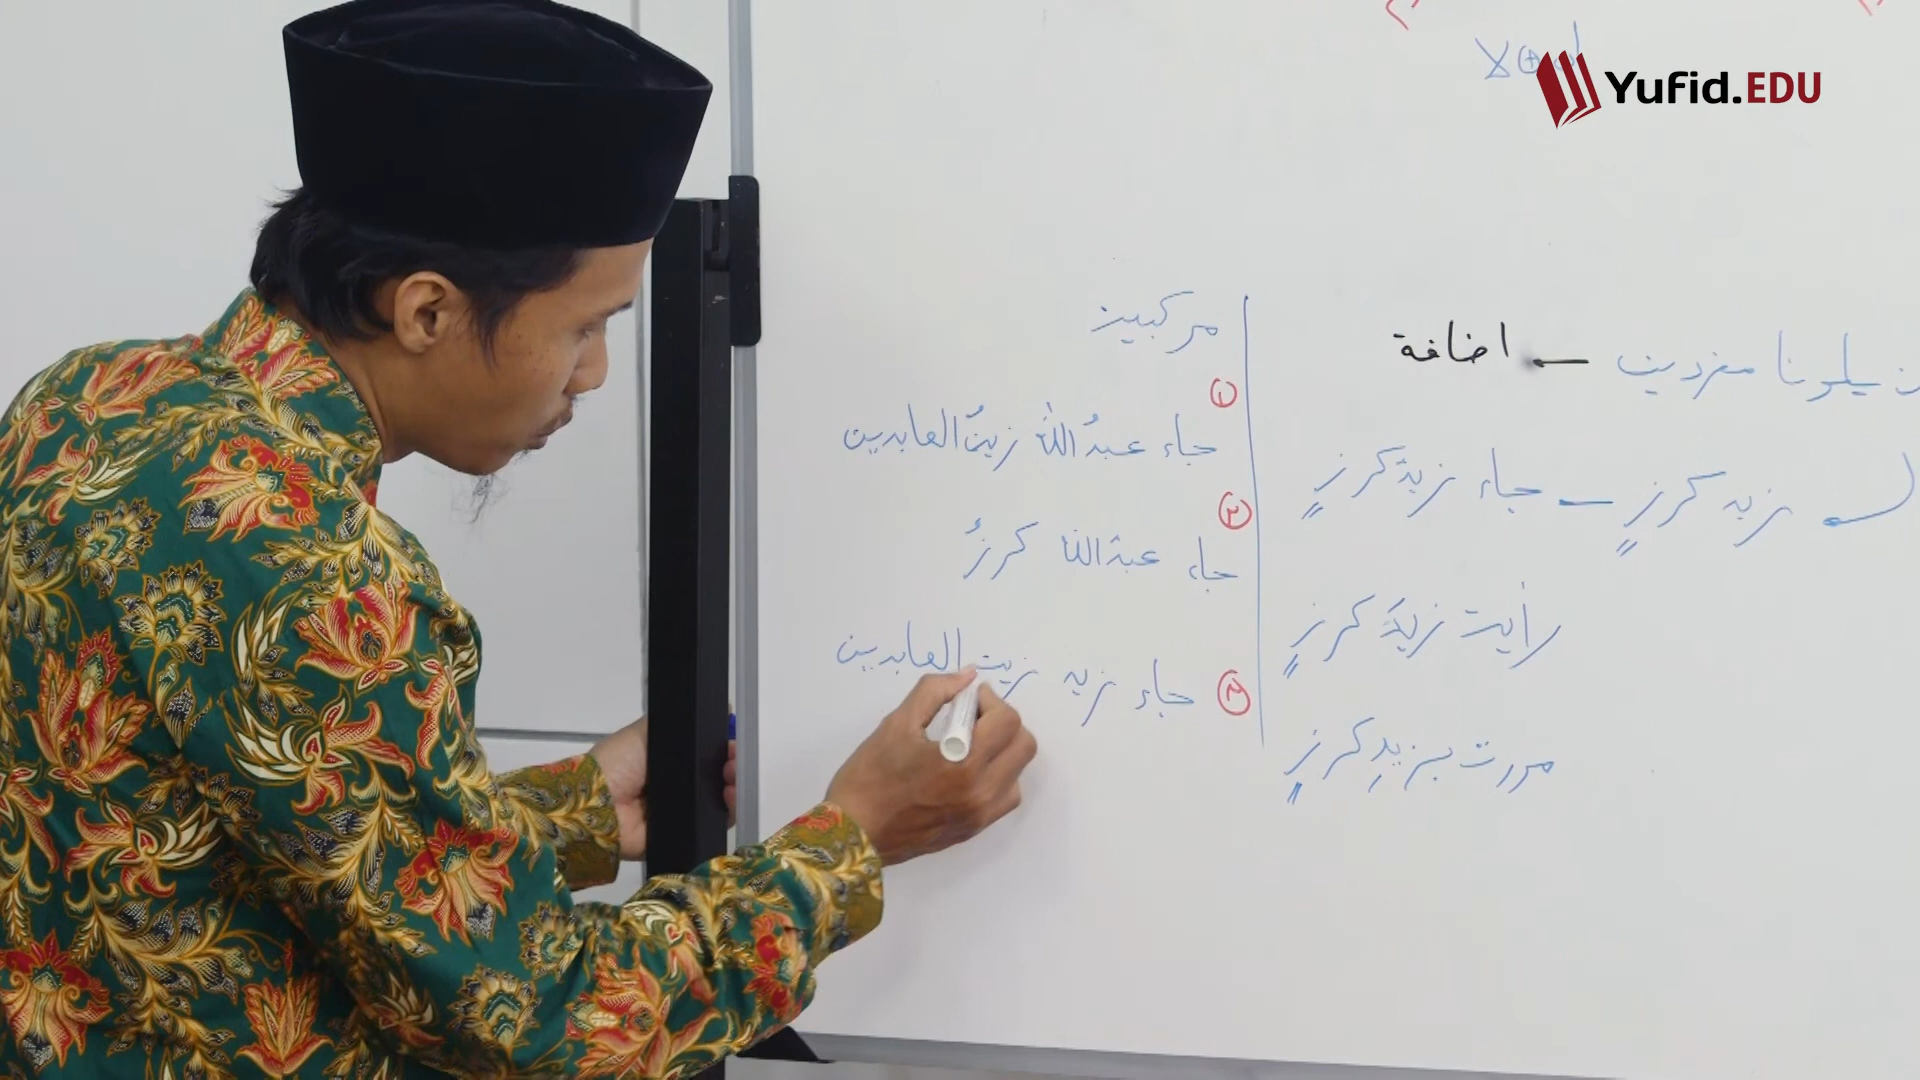 Yufid.EDU
يكونا مفردين — اضافة
زيد كرزٍ — جاء زيدُ كرزٍ
رأيت زيدَ كرزٍ
مررت بزيدِ كرزٍ
مركبين
١
جاء عبدُ الله زينُ العابدين
٢
جاء عبدُ الله كرزٌ
٣
جاء زيد زين العابدين